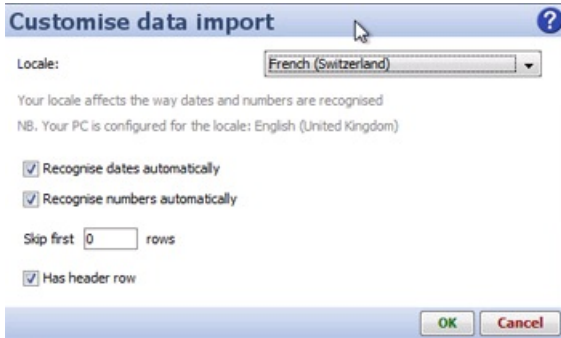 Customise data import
?
Locale: French (Switzerland)
Your locale affects the way dates and numbers are recognised
NB. Your PC is configured for the locale: English (United Kingdom)
Recognise dates automatically
Recognise numbers automatically
Skip first 0 rows
Has header row
OK Cancel